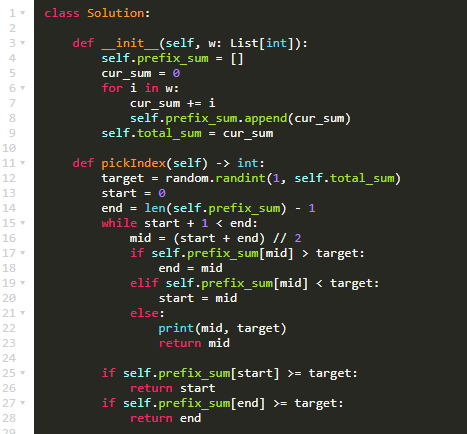 1 class Solution:
2
3     def __init__(self, w: List[int]):
4         self.prefix_sum = []
5         cur_sum = 0
6         for i in w:
7             cur_sum += i
8             self.prefix_sum.append(cur_sum)
9         self.total_sum = cur_sum
10
11     def pickIndex(self) -> int:
12         target = random.randint(1, self.total_sum)
13         start = 0
14         end = len(self.prefix_sum) - 1
15         while start + 1 < end:
16             mid = (start + end) // 2
17             if self.prefix_sum[mid] > target:
18                 end = mid
19             elif self.prefix_sum[mid] < target:
20                 start = mid
21             else:
22                 print(mid, target)
23                 return mid
24
25         if self.prefix_sum[start] >= target:
26             return start
27         if self.prefix_sum[end] >= target:
28             return end
29